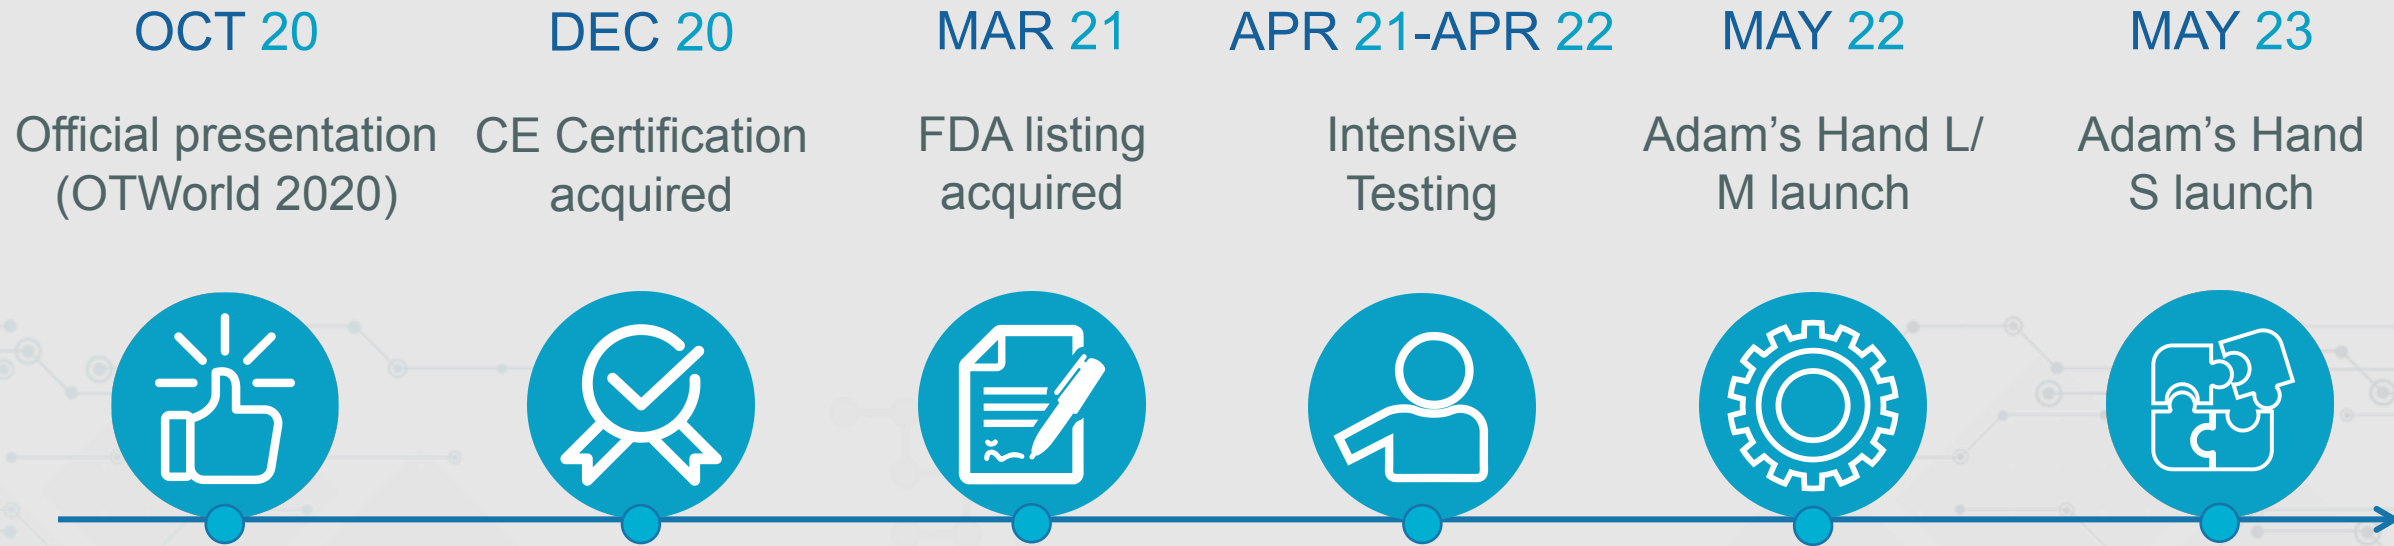 OCT 20
Official presentation
(OTWorld 2020)
DEC 20
CE Certification
acquired
MAR 21
FDA listing
acquired
APR 21-APR 22
Intensive
Testing
MAY 22
Adam’s Hand L/
M launch
MAY 23
Adam’s Hand
S launch